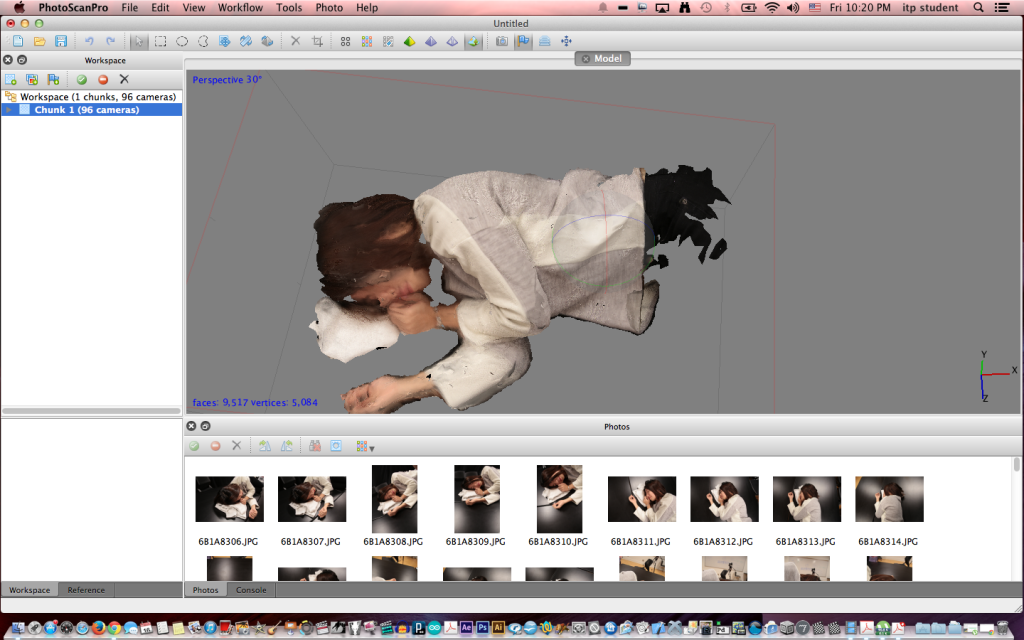 PhotoScanPro File Edit View Workflow Tools Photo Help Fri 10:20 PM itp student
Untitled
Workspace
Model
Workspace (1 chunks, 96 cameras)
Chunk 1 (96 cameras)
Perspective 30°
Y
X
Z
faces: 9,517 vertices: 5,084
Photos
6B1A8306.JPG 6B1A8307.JPG 6B1A8308.JPG 6B1A8309.JPG 6B1A8310.JPG 6B1A8311.JPG 6B1A8312.JPG 6B1A8313.JPG 6B1A8314.JPG
Workspace Reference Photos Console
Ae Ps Ai